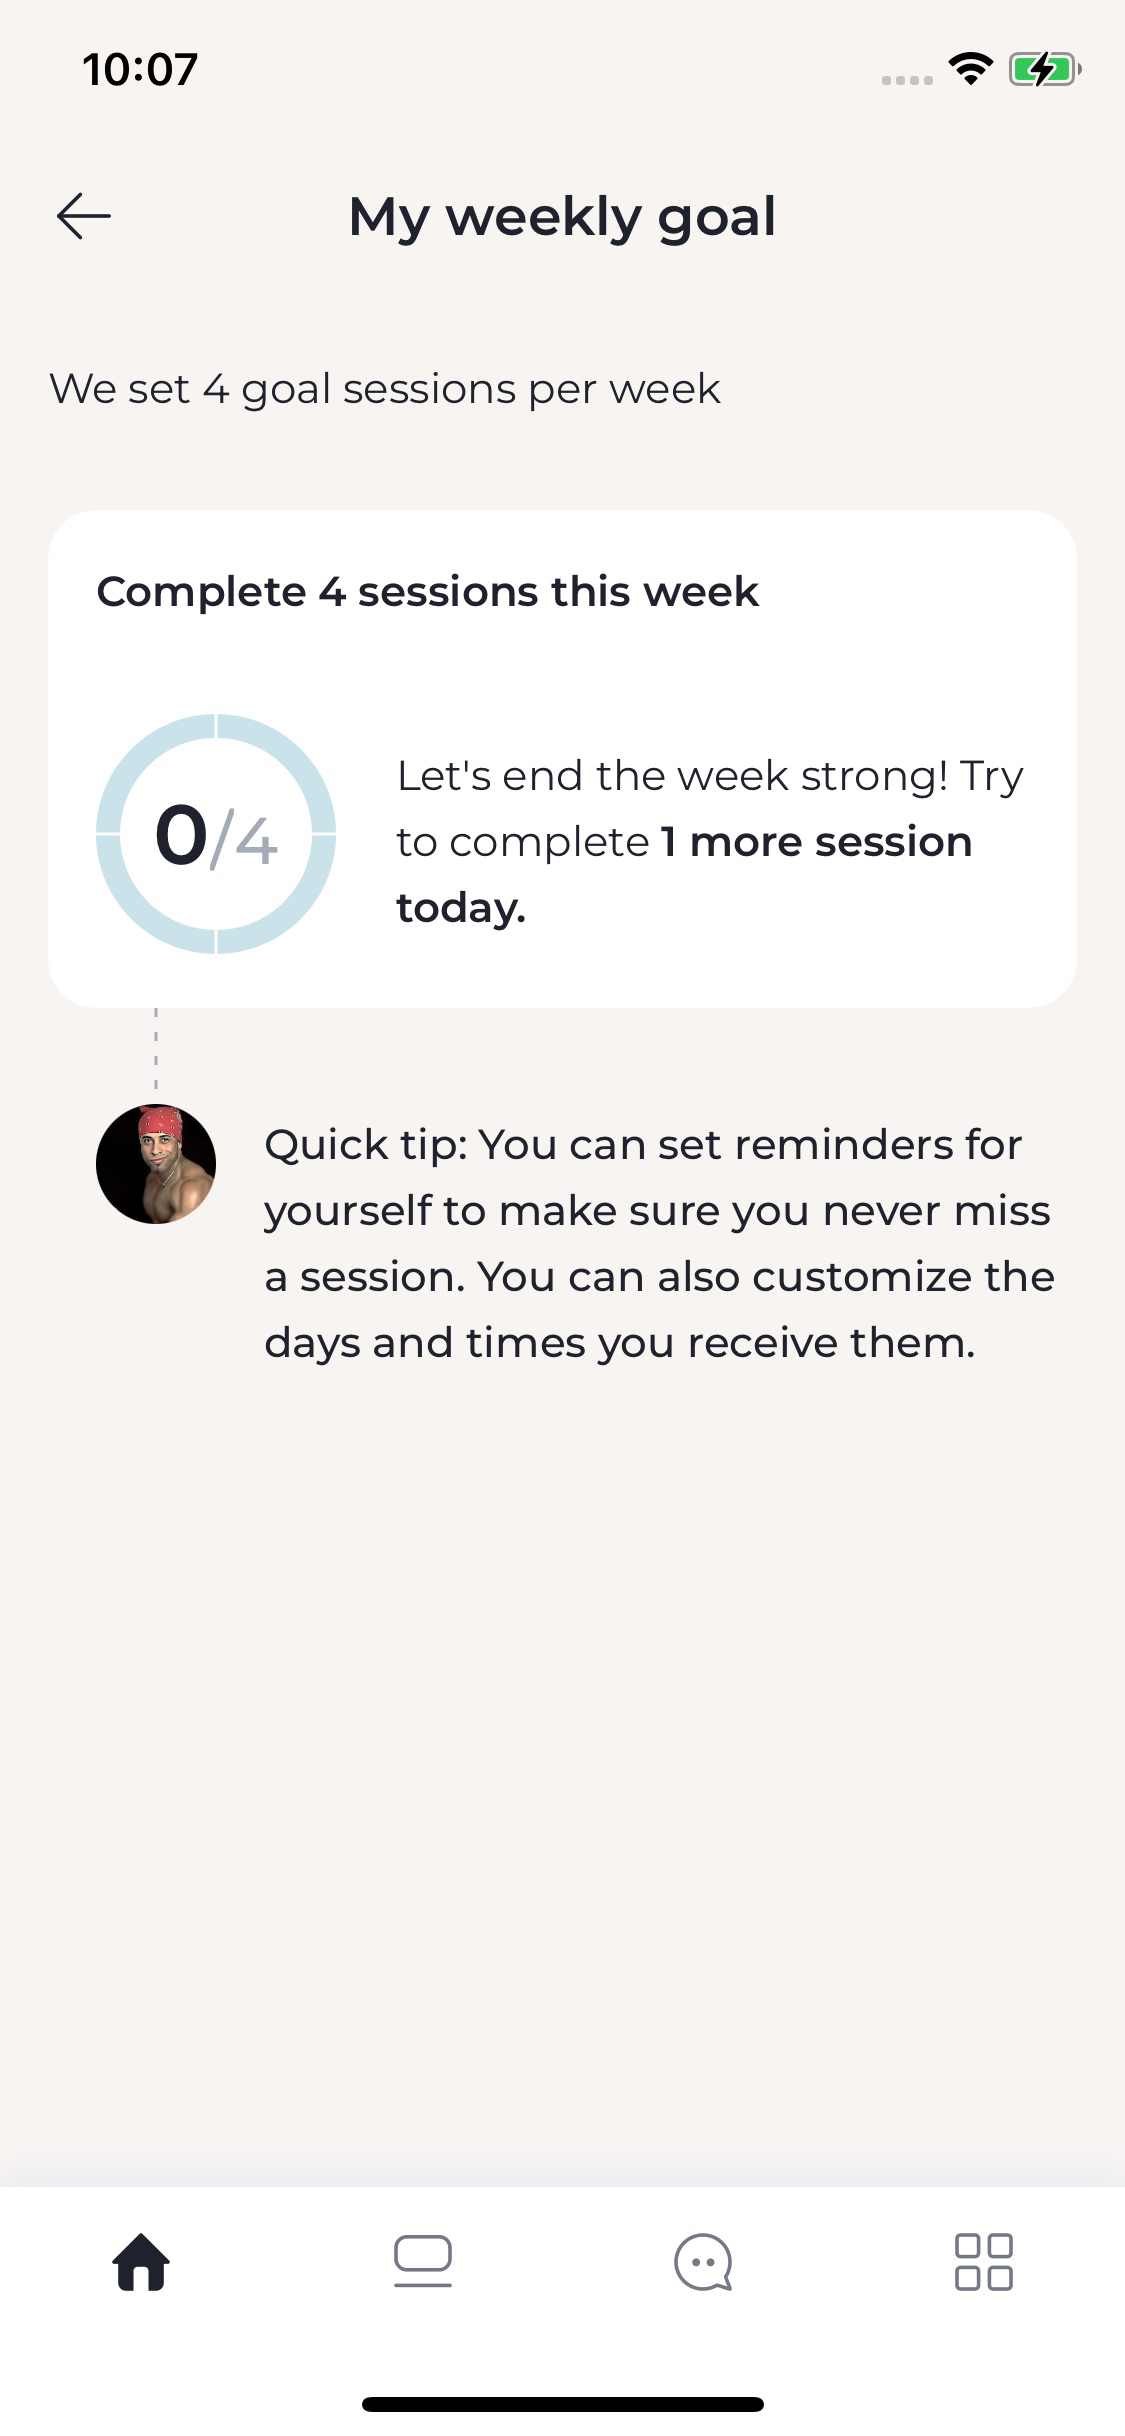 10:07
My weekly goal
We set 4 goal sessions per week
Complete 4 sessions this week
0/4
Let's end the week strong! Try
to complete 1 more session
today.
Quick tip: You can set reminders for
yourself to make sure you never miss
a session. You can also customize the
days and times you receive them.